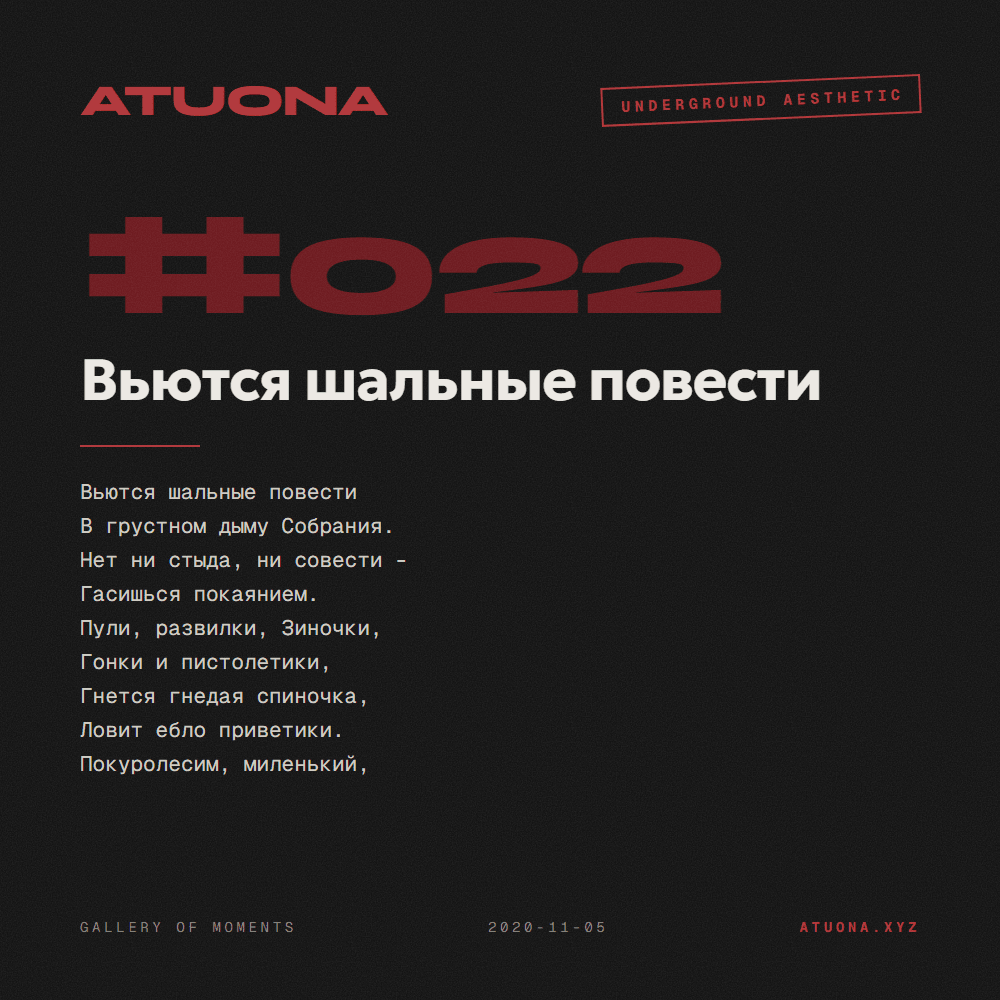 ATUONA
UNDERGROUND AESTHETIC
#022
Вьются шальные повести
Вьются шальные повести
В грустном дыму Собрания.
Нет ни стыда, ни совести –
Гасишься покаянием.
Пули, развилки, Зиночки,
Гонки и пистолетики,
Гнется гнедая спиночка,
Ловит ебло приветики.
Покуролесим, миленький,
GALLERY OF MOMENTS
2020-11-05
ATUONA.XYZ